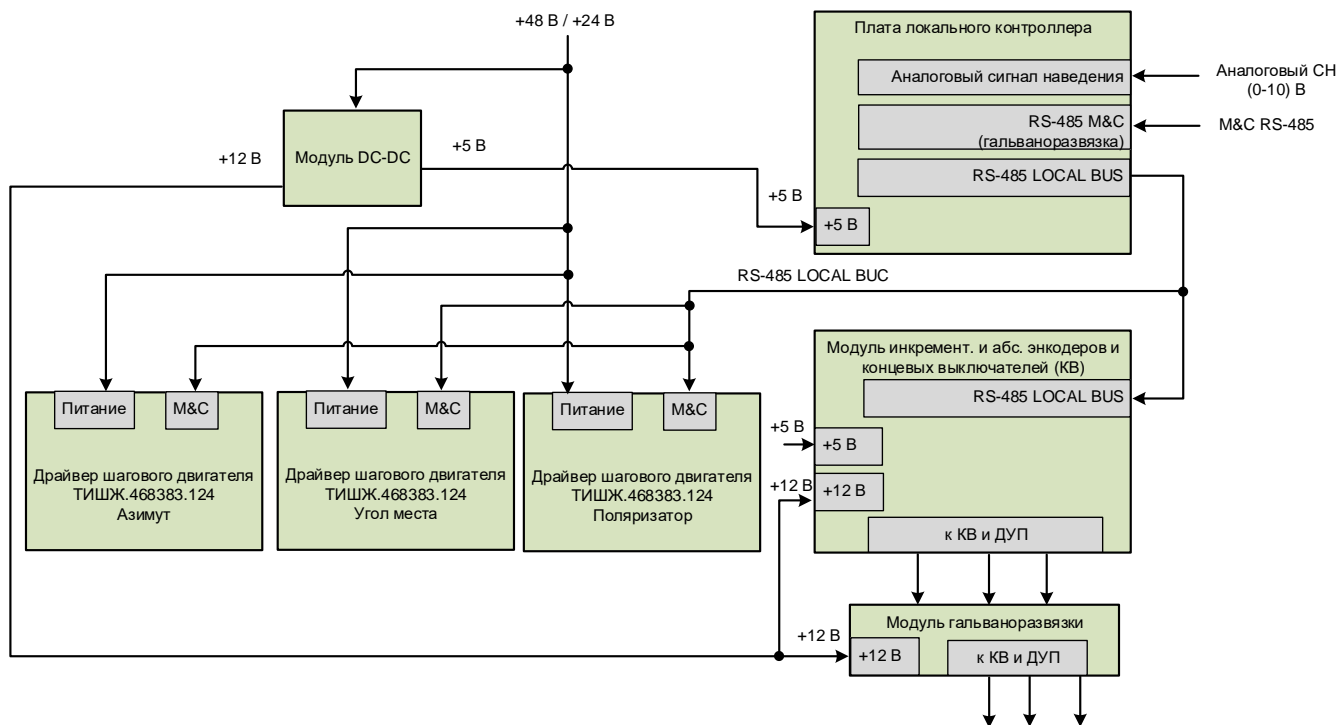 +48 В / +24 В
Модуль DC-DC
+12 В
+5 В
+5 В
Плата локального контроллера
Аналоговый сигнал наведения
RS-485 M&C
(гальваноразвязка)
RS-485 LOCAL BUS
+5 В
Аналоговый СН
(0-10) В
M&C RS-485
RS-485 LOCAL BUC
Питание
M&C
Драйвер шагового двигателя
ТИШЖ.468383.124
Азимут
Питание
M&C
Драйвер шагового двигателя
ТИШЖ.468383.124
Угол места
Питание
M&C
Драйвер шагового двигателя
ТИШЖ.468383.124
Поляризатор
Модуль инкремент. и абс. энкодеров и
концевых выключателей (КВ)
RS-485 LOCAL BUS
+5 В
+5 В
+12 В
+12 В
к КВ и ДУП
Модуль гальваноразвязки
+12 В
+12 В
к КВ и ДУП